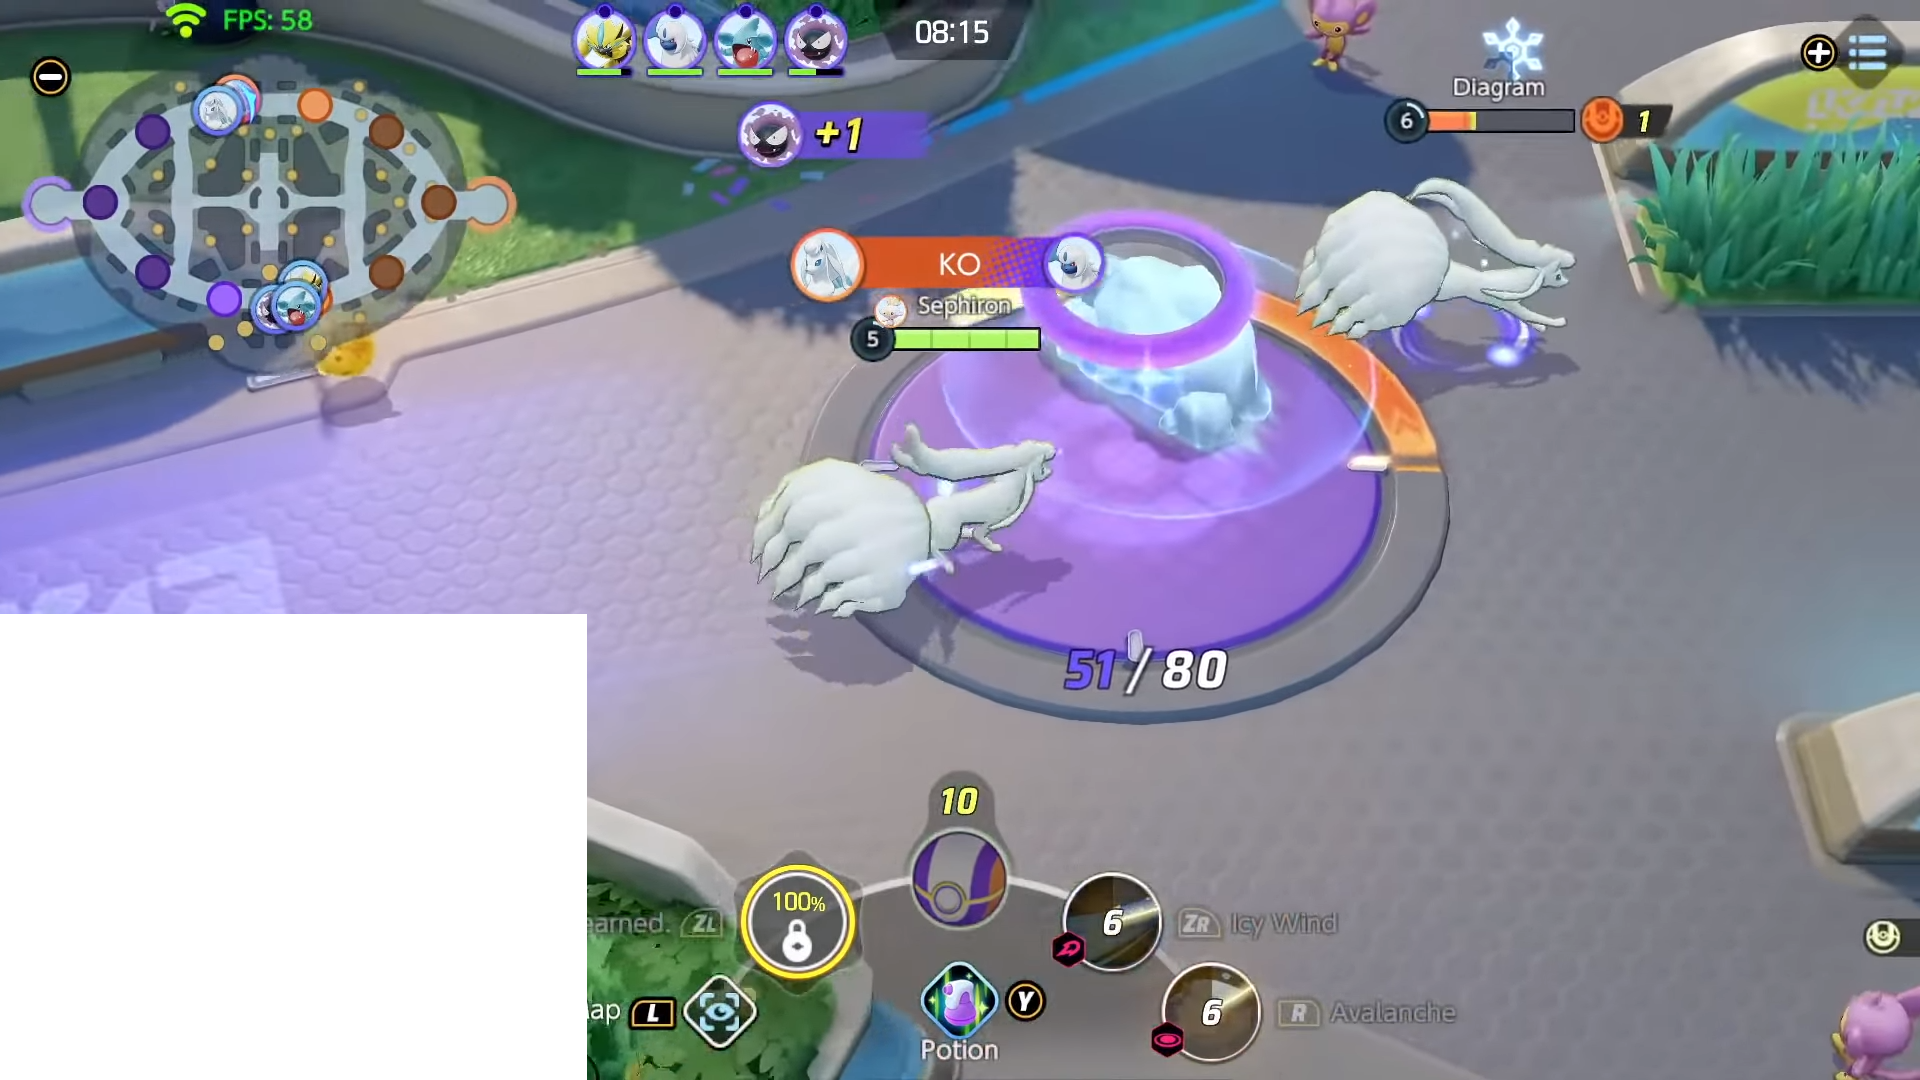 FPS: 58
08:15
Diagram
6
1
+1
KO
Sephiron
5
51/80
10
100%
earned. ZL
6
ZR Icy Wind
ap L
Y
6
R Avalanche
Potion